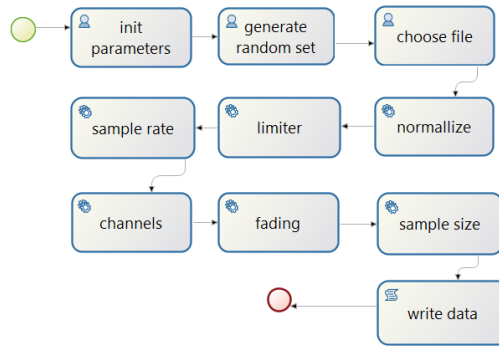 init
parameters
generate
random set
choose file
normallize
limiter
sample rate
channels
fading
sample size
write data